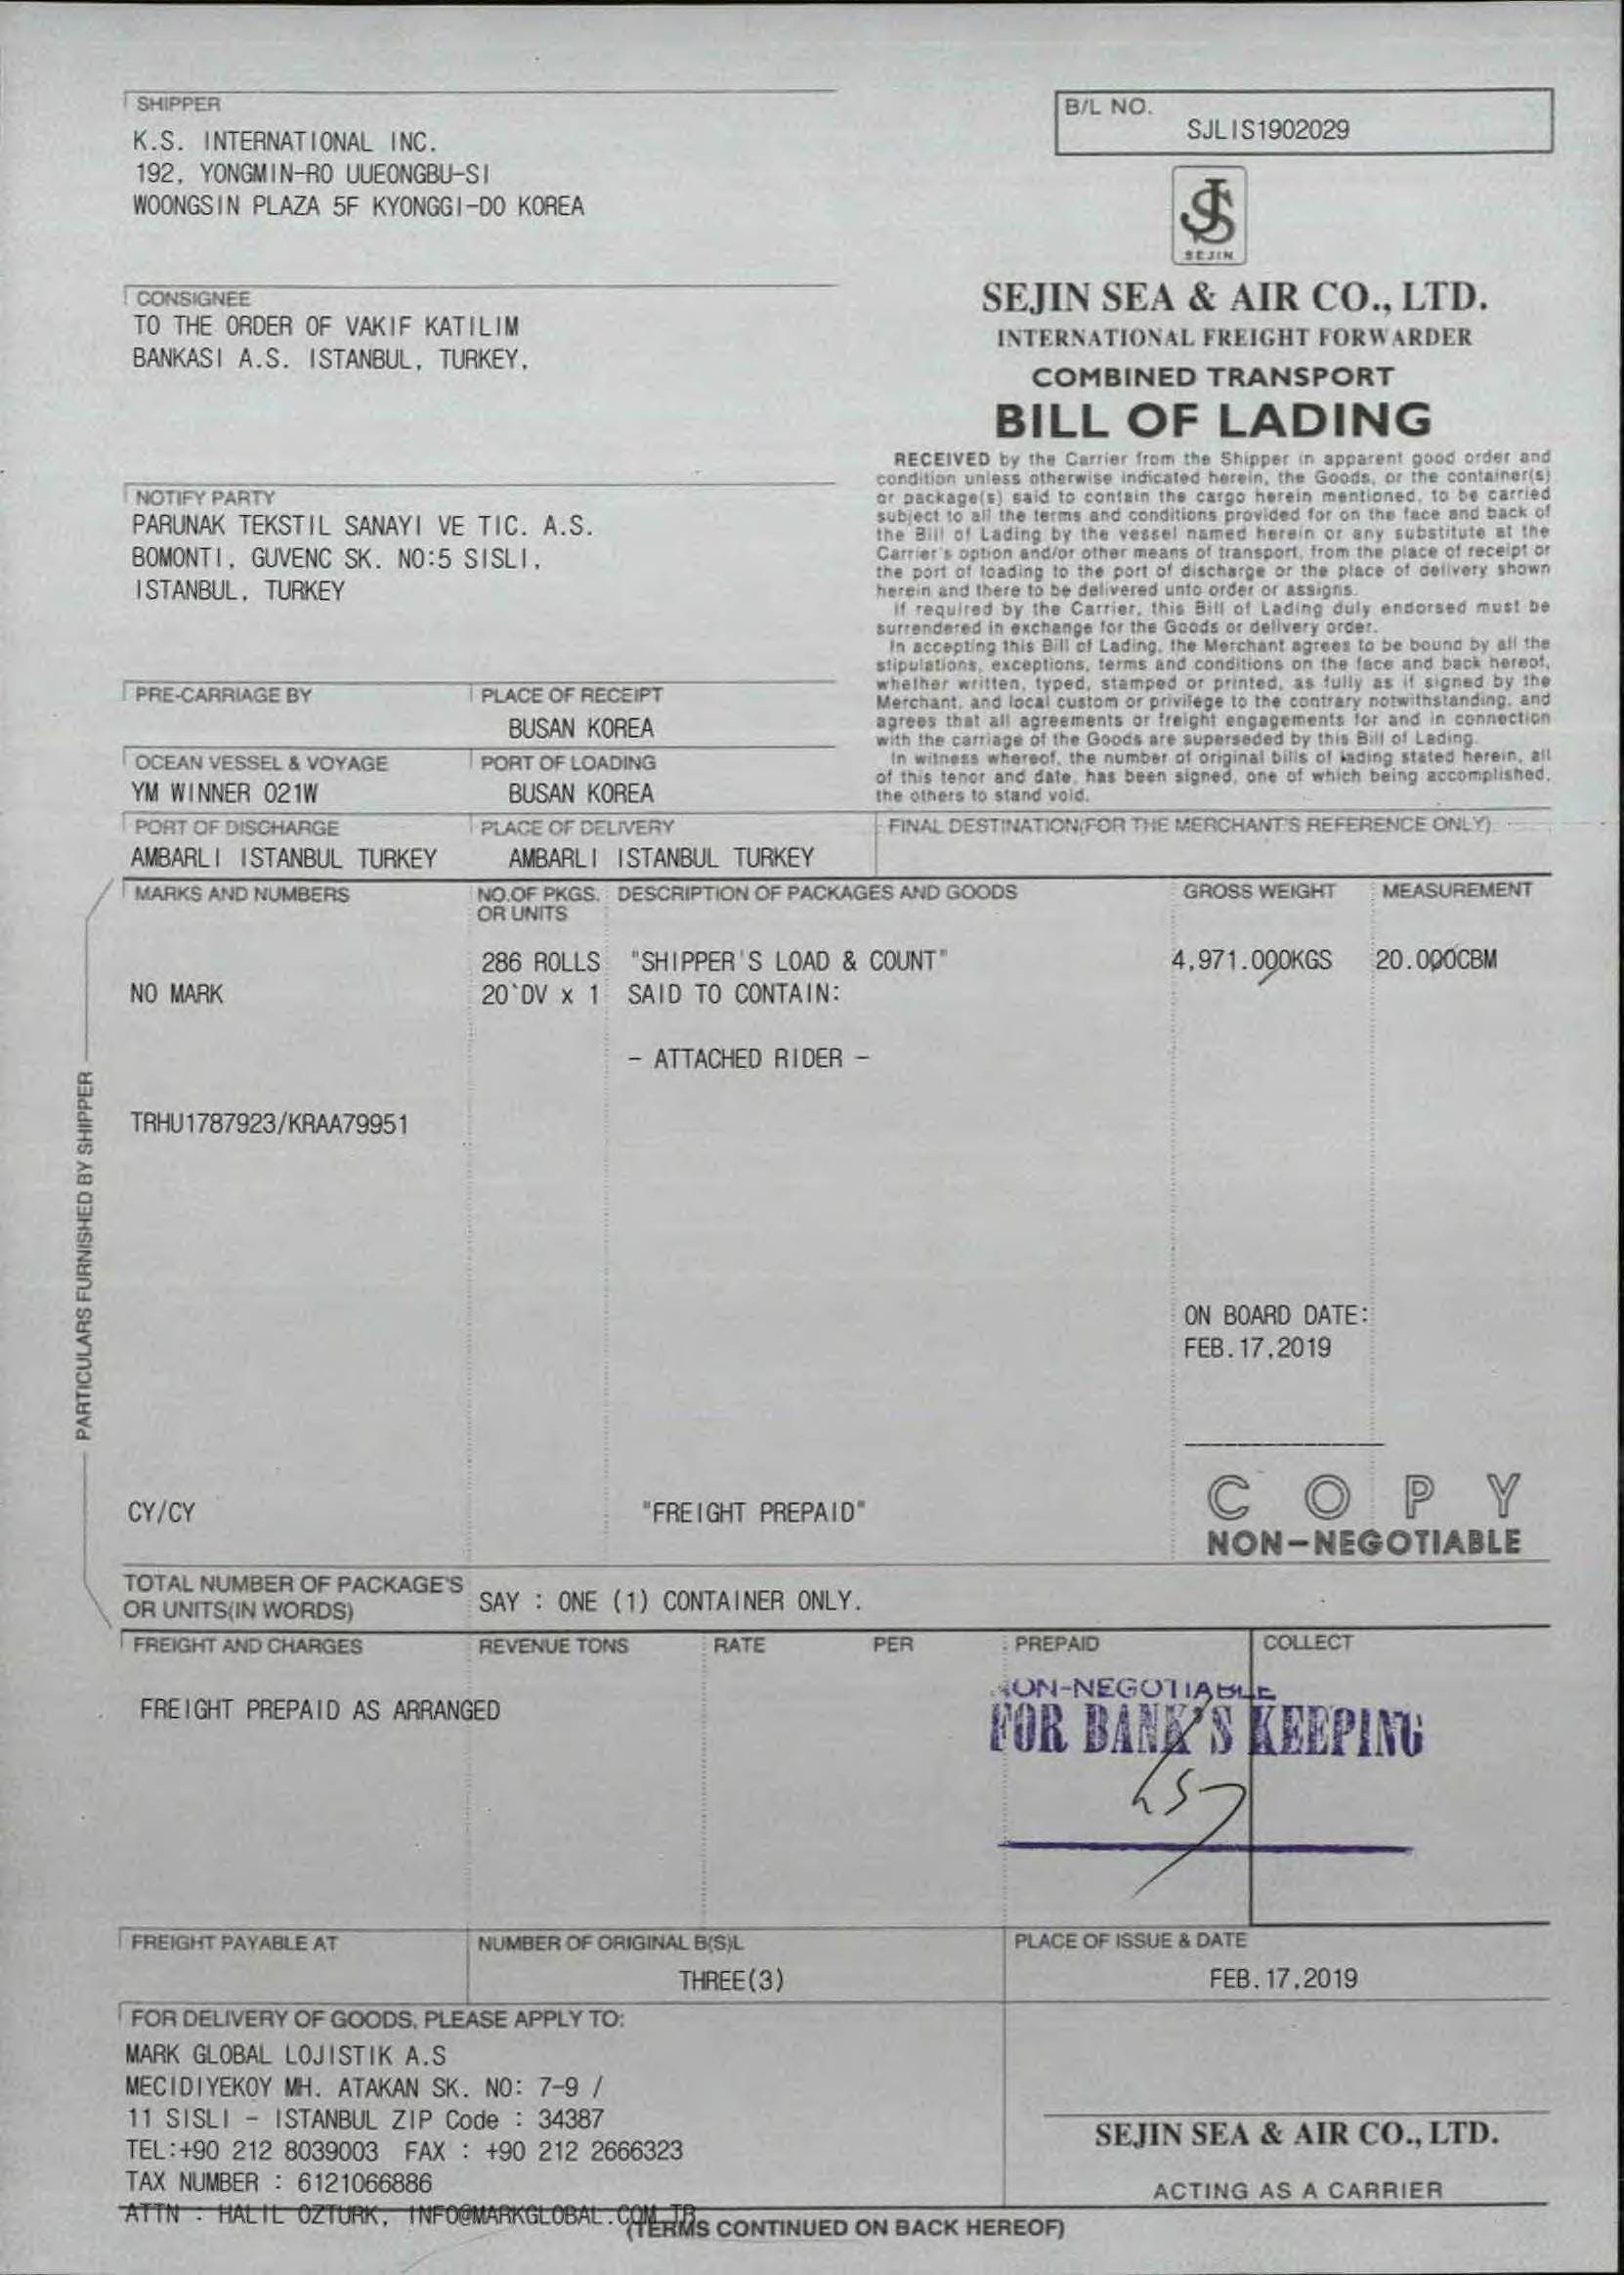 SHIPPER
K.S. INTERNATIONAL INC.
192, YONGMIN-RO UUEONGBU-SI
WOONGSIN PLAZA 5F KYONGGI-DO KOREA
B/L NO.
SJLIS1902029
SEJIN
SEJIN SEA & AIR CO., LTD.
INTERNATIONAL FREIGHT FORWARDER
COMBINED TRANSPORT
BILL OF LADING
CONSIGNEE
TO THE ORDER OF VAKIF KATILIM
BANKASI A.S. ISTANBUL, TURKEY,
NOTIFY PARTY
PARUNAK TEKSTIL SANAYI VE TIC. A.S.
BOMONTI, GUVENC SK. NO:5 SISLI,
ISTANBUL, TURKEY
RECEIVED by the Carrier from the Shipper in apparent good order and
condition unless otherwise indicated herein, the Goods, or the container(s)
or package(s) said to contain the cargo herein mentioned, to be carried
subject to all the terms and conditions provided for on the face and back of
the Bill of Lading by the vessel named herein or any substitute at the
Carrier's option and/or other means of transport, from the place of receipt or
the port of loading to the port of discharge or the place of delivery shown
herein and there to be delivered unto order or assigns.
If required by the Carrier, this Bill of Lading duly endorsed must be
surrendered in exchange for the Goods or delivery order.
In accepting this Bill of Lading, the Merchant agrees to be bound by all the
stipulations, exceptions, terms and conditions on the face and back hereof,
whether written, typed, stamped or printed, as fully as if signed by the
Merchant, and local custom or privilege to the contrary notwithstanding, and
agrees that all agreements or freight engagements for and in connection
with the carriage of the Goods are superseded by this Bill of Lading.
In witness whereof, the number of original bills of lading stated herein, all
of this tenor and date, has been signed, one of which being accomplished,
the others to stand void.
PRE-CARRIAGE BY
PLACE OF RECEIPT
BUSAN KOREA
OCEAN VESSEL & VOYAGE
PORT OF LOADING
YM WINNER 021W
BUSAN KOREA
PORT OF DISCHARGE
PLACE OF DELIVERY
FINAL DESTINATION(FOR THE MERCHANT'S REFERENCE ONLY)
AMBARLI ISTANBUL TURKEY
AMBARLI ISTANBUL TURKEY
MARKS AND NUMBERS
NO.OF PKGS. OR UNITS
DESCRIPTION OF PACKAGES AND GOODS
GROSS WEIGHT
MEASUREMENT
286 ROLLS "SHIPPER'S LOAD & COUNT" 4,971.000KGS 20.000CBM
NO MARK 20`DV x 1 SAID TO CONTAIN:
- ATTACHED RIDER -
TRHU1787923/KRAA79951
PARTICULARS FURNISHED BY SHIPPER
ON BOARD DATE:
FEB.17,2019
CY/CY "FREIGHT PREPAID"
COPY
NON-NEGOTIABLE
TOTAL NUMBER OF PACKAGE'S
OR UNITS(IN WORDS)
SAY : ONE (1) CONTAINER ONLY.
FREIGHT AND CHARGES REVENUE TONS RATE PER PREPAID COLLECT
FREIGHT PREPAID AS ARRANGED
NON-NEGOTIABLE
FOR BANK'S KEEPING
FREIGHT PAYABLE AT
NUMBER OF ORIGINAL B(S)L
THREE(3)
PLACE OF ISSUE & DATE
FEB.17,2019
FOR DELIVERY OF GOODS, PLEASE APPLY TO:
MARK GLOBAL LOJISTIK A.S
MECIDIYEKOY MH. ATAKAN SK. NO: 7-9 /
11 SISLI - ISTANBUL ZIP Code : 34387
TEL:+90 212 8039003 FAX : +90 212 2666323
TAX NUMBER : 6121066886
ATTN : HALIL OZTURK, INFO@MARKGLOBAL.COM.TR
SEJIN SEA & AIR CO., LTD.
ACTING AS A CARRIER
(TERMS CONTINUED ON BACK HEREOF)